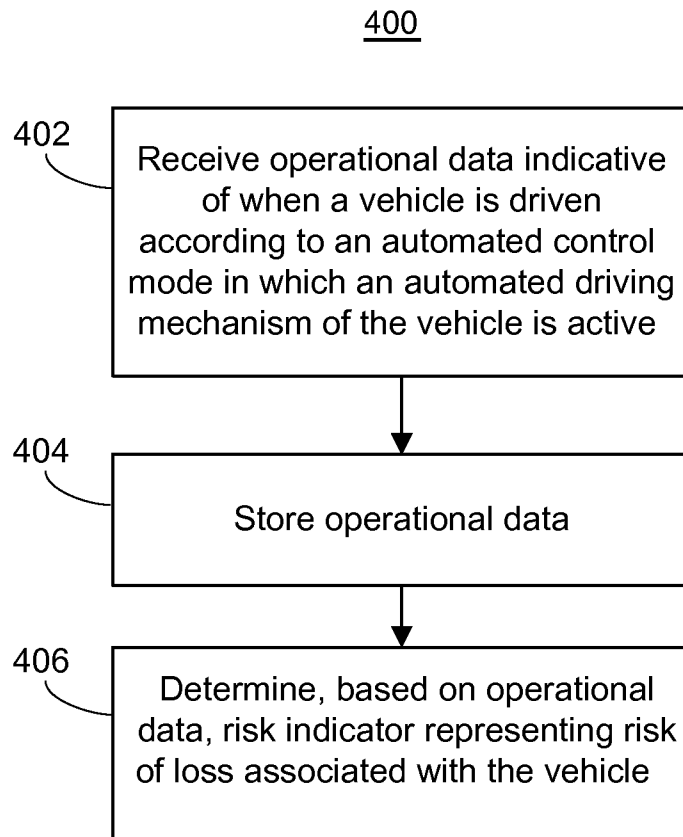 400
402
Receive operational data indicative
of when a vehicle is driven
according to an automated control
mode in which an automated driving
mechanism of the vehicle is active
404
Store operational data
406
Determine, based on operational
data, risk indicator representing risk
of loss associated with the vehicle